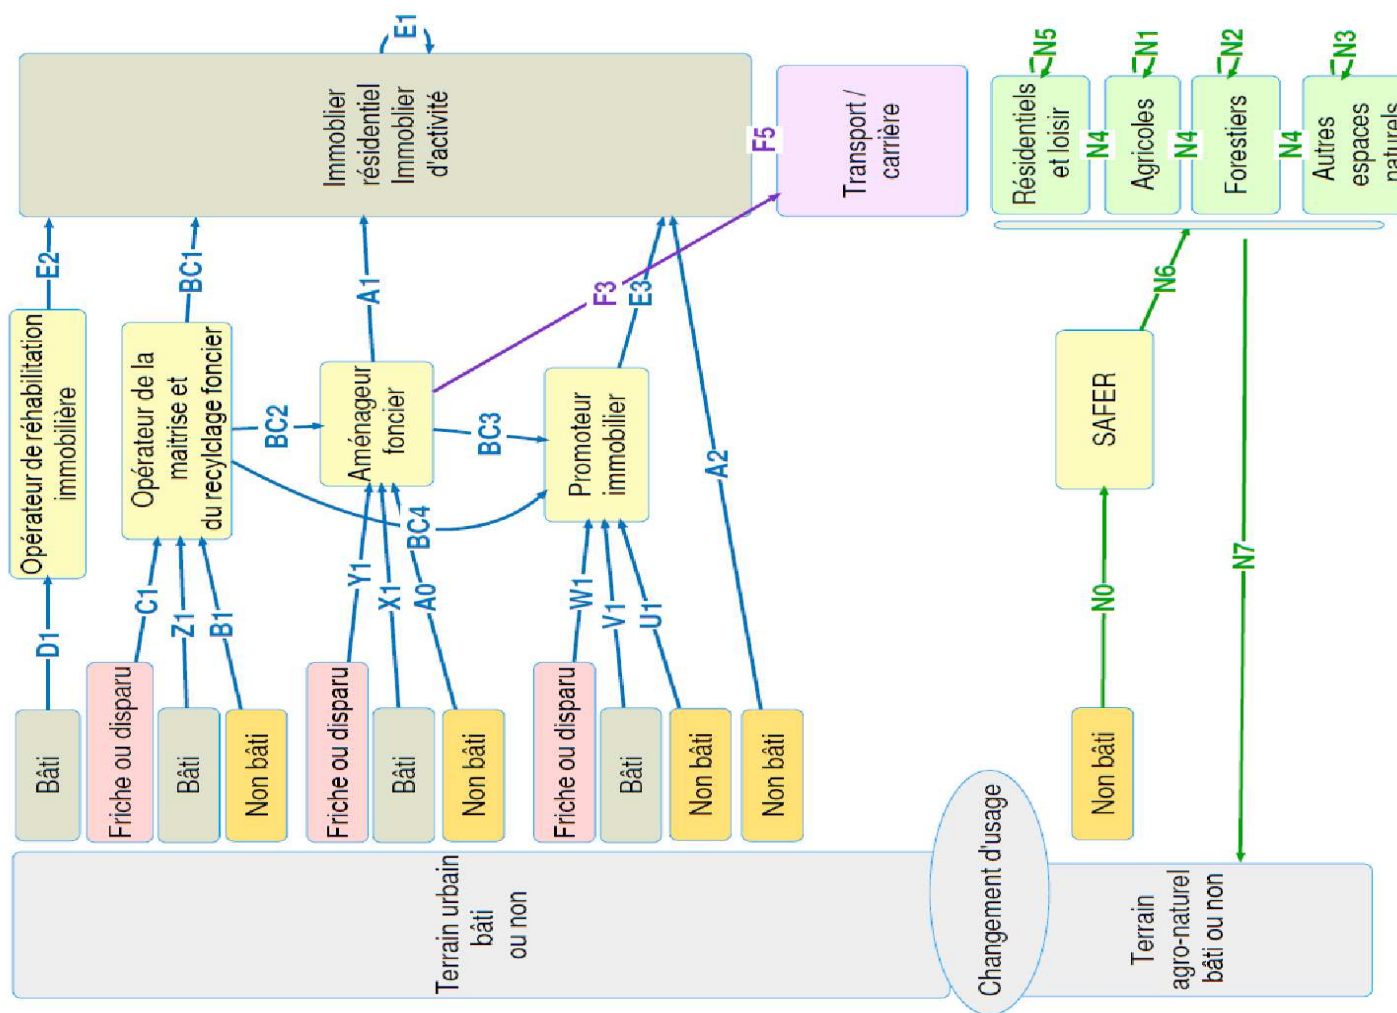 Terrain urbain
bâti
ou non
Changement d'usage
Terrain
agro-naturel
bâti ou non
Bâti
Friche ou disparu
Bâti
Non bâti
Friche ou disparu
Bâti
Non bâti
Friche ou disparu
Bâti
Non bâti
Non bâti
Non bâti
D1
C1
Z1
B1
Y1
X1
A0
W1
V1
U1
A2
N0
N7
Opérateur de réhabilitation
immobilière
Opérateur de la
maitrise et
du recylclage foncier
Aménageur
foncier
Promoteur
immobilier
SAFER
BC2
BC4
BC3
E2
BC1
A1
F3
E3
N6
Immoblier
résidentiel
Immoblier
d'activité
E1
F5
Transport /
carrière
Résidentiels
et loisir
Agricoles
Forestiers
Autres
espaces
naturels
N4
N4
N4
N5
N1
N2
N3